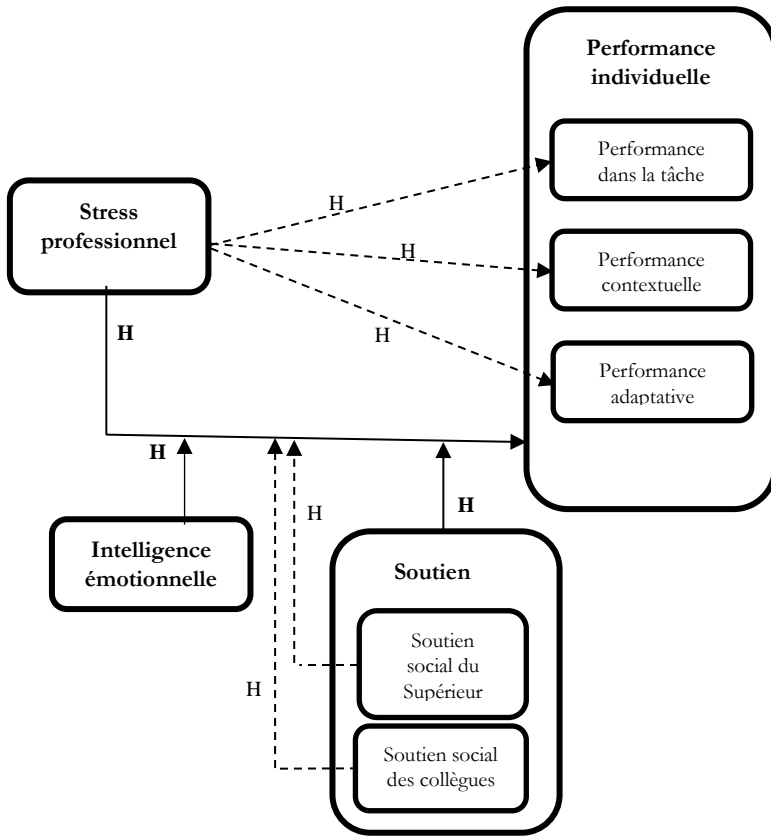 Performance
individuelle
Performance
dans la tâche
Stress
professionnel
H
H
Performance
contextuelle
H
H
Performance
adaptative
H
H
H
Intelligence
émotionnelle
Soutien
Soutien
social du
Supérieur
H
Soutien social
des collègues